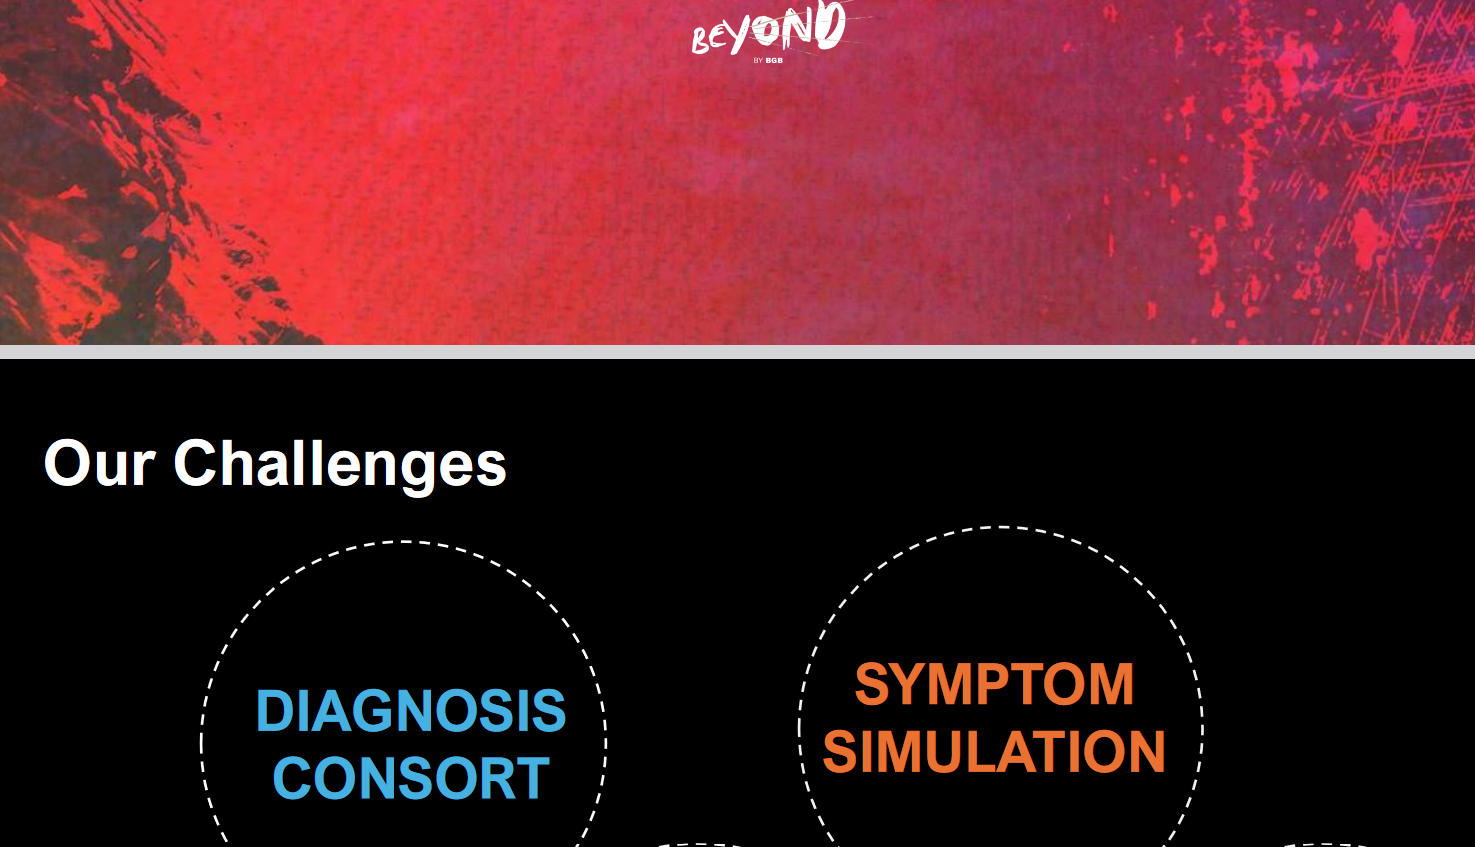 BEYOND
BY BGB
Our Challenges
DIAGNOSIS
CONSORT
SYMPTOM
SIMULATION